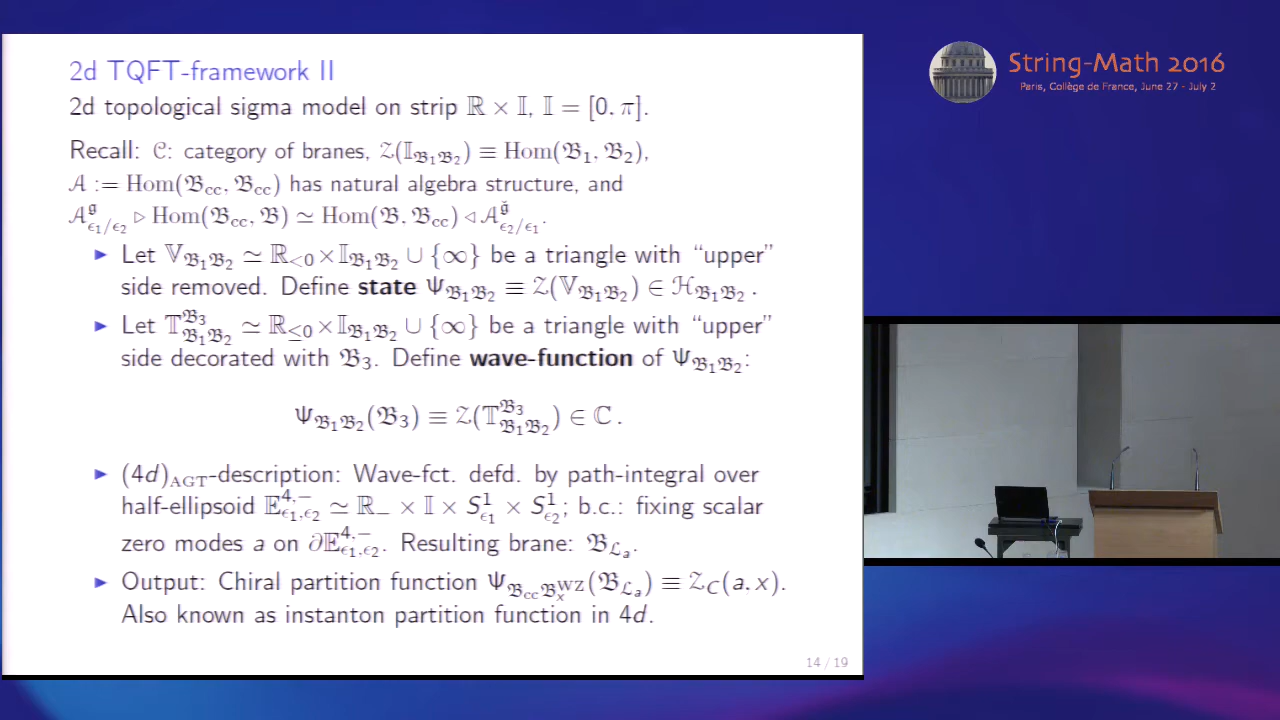 2d TQFT-framework II
2d topological sigma model on strip ℝ × 𝕀, 𝕀 = [0, π].
Recall: 𝒞: category of branes, 𝒵(𝕀_{𝔅₁𝔅₂}) ≡ Hom(𝔅₁, 𝔅₂),
𝒜 := Hom(𝔅_cc, 𝔅_cc) has natural algebra structure, and
𝒜^𝔤_{ϵ₁/ϵ₂} ▷ Hom(𝔅_cc, 𝔅) ≃ Hom(𝔅, 𝔅_cc) ◁ 𝒜^{𝔤̌}_{ϵ₂/ϵ₁}.
▶ Let 𝕍_{𝔅₁𝔅₂} ≃ ℝ_{<0}×𝕀_{𝔅₁𝔅₂} ∪ {∞} be a triangle with “upper”
side removed. Define state Ψ_{𝔅₁𝔅₂} ≡ 𝒵(𝕍_{𝔅₁𝔅₂}) ∈ ℋ_{𝔅₁𝔅₂}.
▶ Let 𝕋^{𝔅₃}_{𝔅₁𝔅₂} ≃ ℝ_{≤0}×𝕀_{𝔅₁𝔅₂} ∪ {∞} be a triangle with “upper”
side decorated with 𝔅₃. Define wave-function of Ψ_{𝔅₁𝔅₂}:
Ψ_{𝔅₁𝔅₂}(𝔅₃) ≡ 𝒵(𝕋^{𝔅₃}_{𝔅₁𝔅₂}) ∈ ℂ.
▶ (4d)_AGT-description: Wave-fct. defd. by path-integral over
half-ellipsoid 𝔼^{4,−}_{ϵ₁,ϵ₂} ≃ ℝ₋ × 𝕀 × S¹_{ϵ₁} × S¹_{ϵ₂}; b.c.: fixing scalar
zero modes a on ∂𝔼^{4,−}_{ϵ₁,ϵ₂}. Resulting brane: 𝔅_{ℒ_a}.
▶ Output: Chiral partition function Ψ_{𝔅_cc𝔅_x^WZ}(𝔅_{ℒ_a}) ≡ 𝒵_C(a, x).
Also known as instanton partition function in 4d.
14 / 19
String-Math 2016
Paris, Collège de France, June 27 - July 2